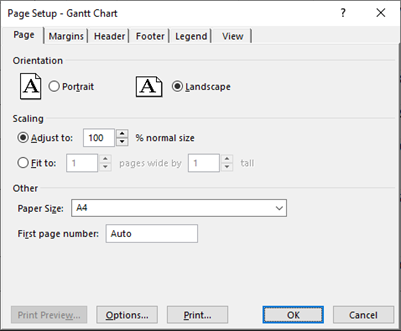 Page Setup - Gantt Chart
Page Margins Header Footer Legend View
Orientation
A Portrait A Landscape
Scaling
Adjust to: 100 % normal size
Fit to: 1 pages wide by 1 tall
Other
Paper Size: A4
First page number: Auto
Print Preview... Options... Print... OK Cancel